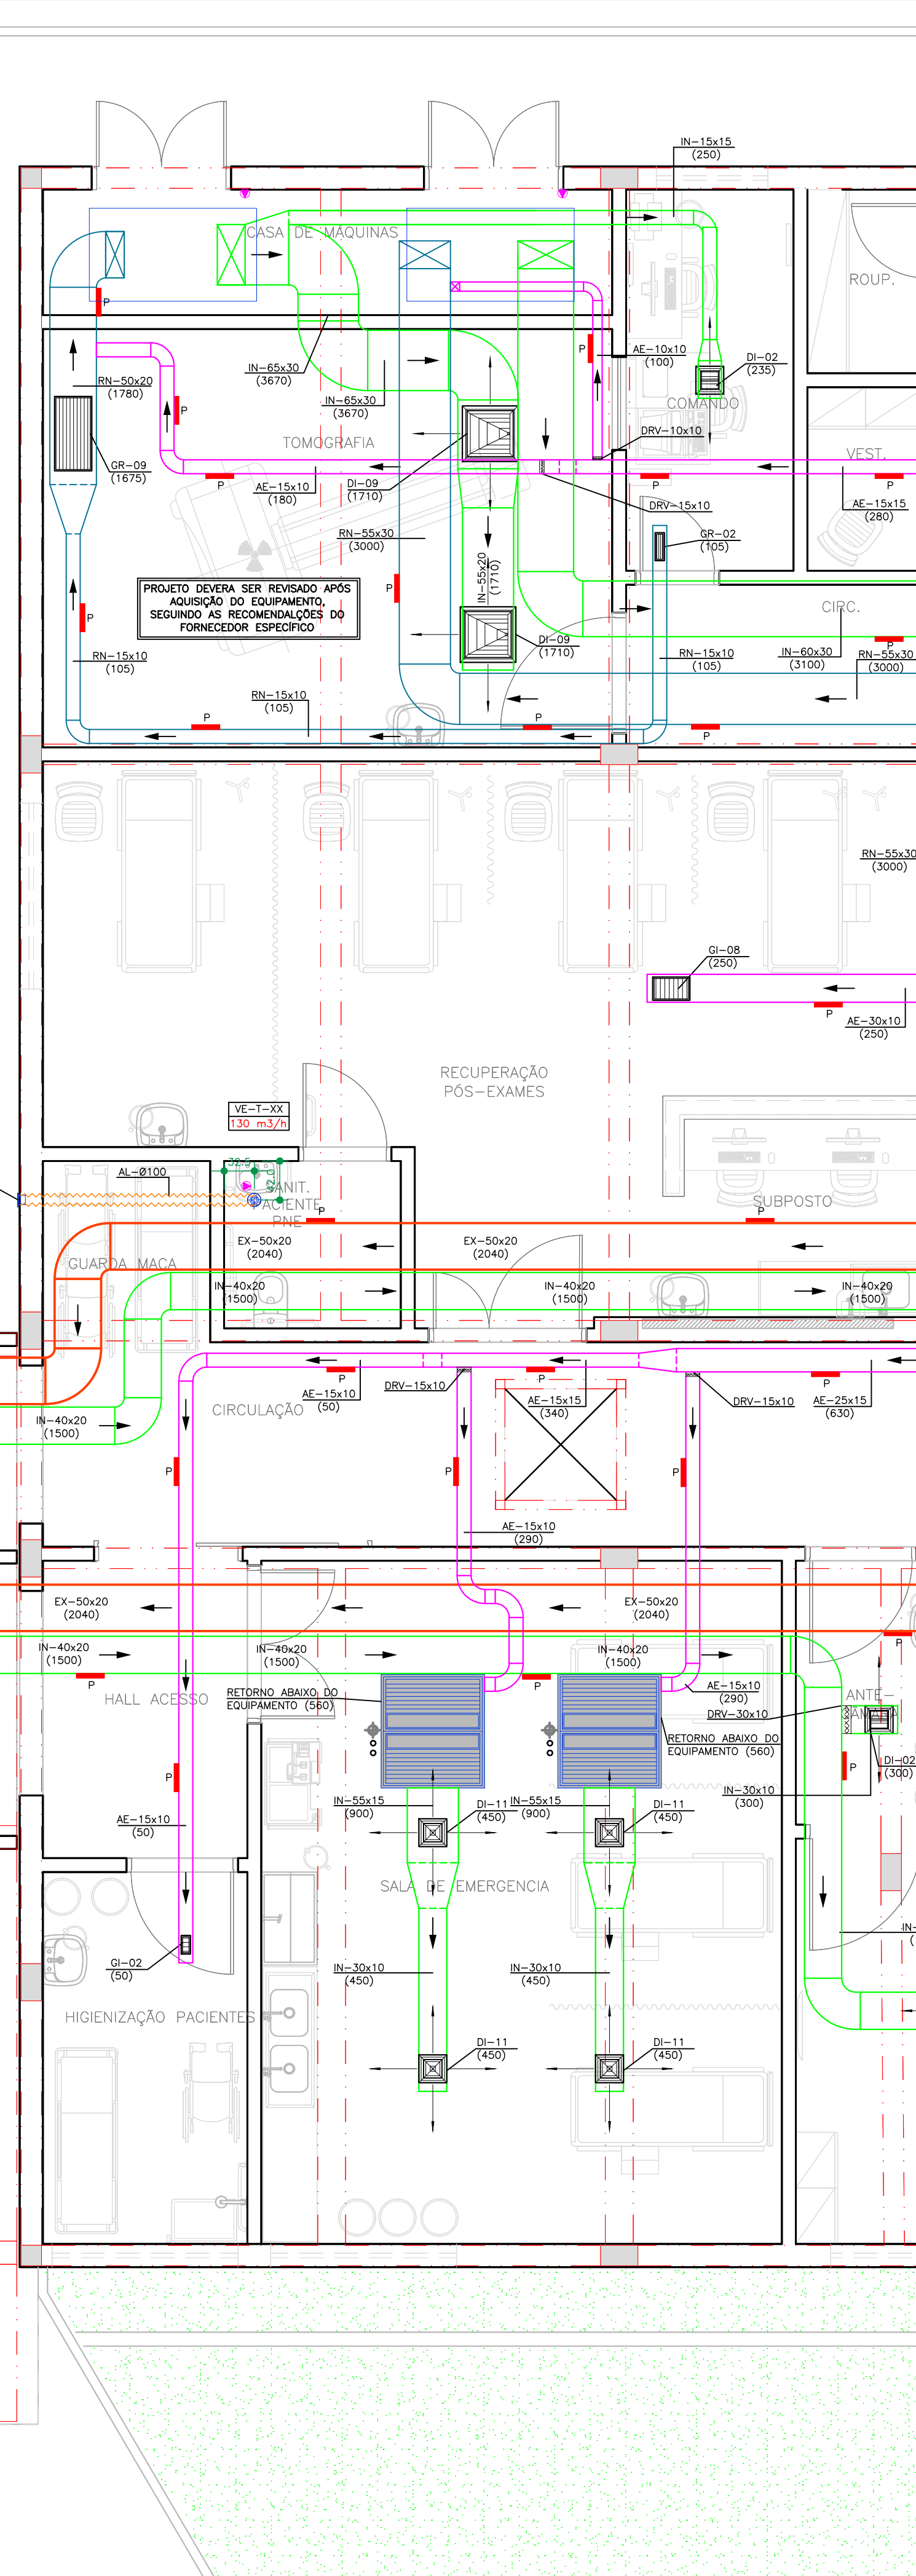 IN-15x15
(250)
CASA DE MAQUINAS
ROUP.
P
RN-50x20
(1780)
IN-65x30
(3670)
IN-65x30
(3670)
AE-10x10
(100)
DI-02
(235)
P
P
COMANDO
TOMOGRAFIA
DRV-10x10
VEST.
GR-09
(1675)
P
AE-15x10
(180)
DI-09
(1710)
P
P
AE-15x15
(280)
DRV-15x10
RN-55x30
(3000)
GR-02
(105)
IN-55x20
(1710)
PROJETO DEVERA SER REVISADO APÓS
AQUISIÇÃO DO EQUIPAMENTO,
SEGUINDO AS RECOMENDALÇÕES DO
FORNECEDOR ESPECÍFICO
P
P
CIRC.
DI-09
(1710)
P
RN-15x10
(105)
RN-15x10
(105)
IN-60x30
(3100)
RN-55x30
(3000)
RN-15x10
(105)
P
P
P
RN-55x30
(3000)
GI-08
(250)
P
AE-30x10
(250)
RECUPERAÇÃO
PÓS-EXAMES
VE-T-XX
130 m3/h
AL-Ø100
32.5
42.0
SANIT.
PACIENTE
PNE
SUBPOSTO
P
P
EX-50x20
(2040)
EX-50x20
(2040)
GUARDA MACA
IN-40x20
(1500)
IN-40x20
(1500)
IN-40x20
(1500)
P
P
P
AE-15x10
(50)
DRV-15x10
AE-15x15
(340)
DRV-15x10
AE-25x15
(630)
CIRCULAÇÃO
IN-40x20
(1500)
P
P
P
AE-15x10
(290)
EX-50x20
(2040)
EX-50x20
(2040)
P
IN-40x20
(1500)
IN-40x20
(1500)
IN-40x20
(1500)
P
P
HALL ACESSO
RETORNO ABAIXO DO
EQUIPAMENTO (560)
AE-15x10
(290)
ANTE-
CAMARA
DRV-30x10
RETORNO ABAIXO DO
EQUIPAMENTO (560)
DI-02
(300)
P
P
IN-30x10
(300)
IN-55x15
(900)
DI-11
(450)
IN-55x15
(900)
DI-11
(450)
AE-15x10
(50)
SALA DE EMERGENCIA
IN-
GI-02
(50)
IN-30x10
(450)
IN-30x10
(450)
HIGIENIZAÇÃO PACIENTES
DI-11
(450)
DI-11
(450)